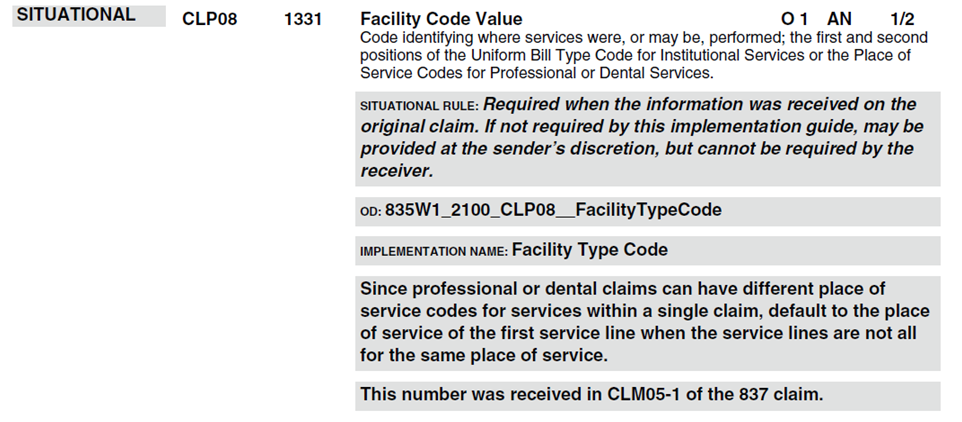 SITUATIONAL CLP08 1331 Facility Code Value O 1 AN 1/2
Code identifying where services were, or may be, performed; the first and second
positions of the Uniform Bill Type Code for Institutional Services or the Place of
Service Codes for Professional or Dental Services.
SITUATIONAL RULE: Required when the information was received on the
original claim. If not required by this implementation guide, may be
provided at the sender's discretion, but cannot be required by the
receiver.
OD: 835W1_2100_CLP08__FacilityTypeCode
IMPLEMENTATION NAME: Facility Type Code
Since professional or dental claims can have different place of
service codes for services within a single claim, default to the place
of service of the first service line when the service lines are not all
for the same place of service.
This number was received in CLM05-1 of the 837 claim.